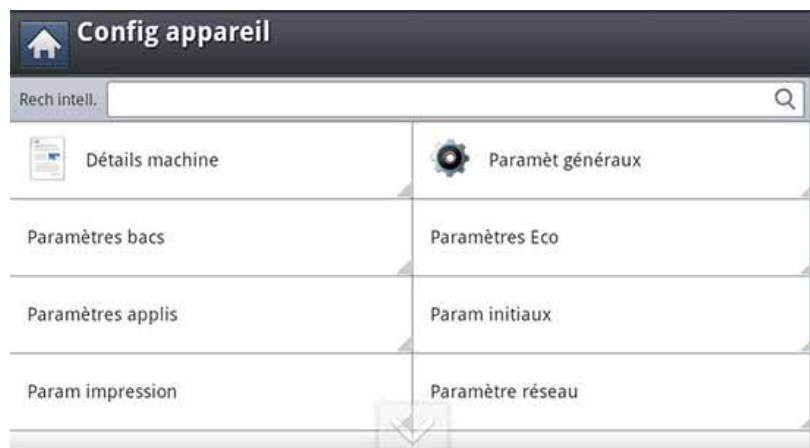 Config appareil
Rech intell.
Détails machine
Paramèt généraux
Paramètres bacs
Paramètres Eco
Paramètres applis
Param initiaux
Param impression
Paramètre réseau